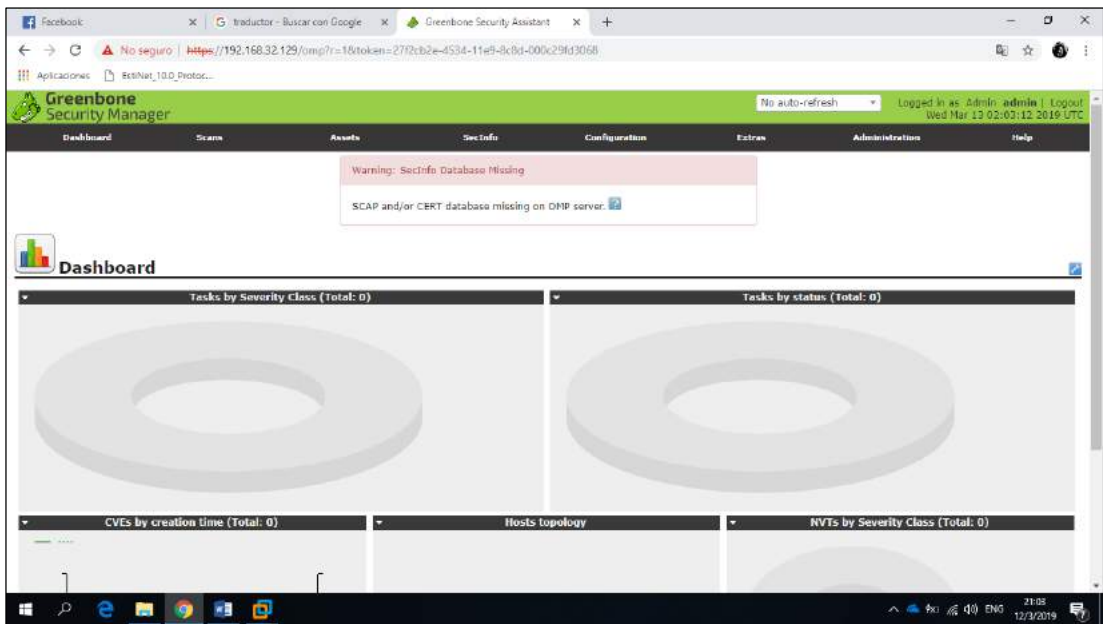 Facebook
traductor - Buscar con Google
Greenbone Security Assistant
No seguro
https://192.168.32.129/omp?r=1&token=27f2cb2e-4534-11e9-8c8d-000c29fd3068
Aplicaciones
EstiNet_10.0_Protoc...
Greenbone
Security Manager
No auto-refresh
Logged in as Admin admin | Logout
Wed Mar 13 02:03:12 2019 UTC
Dashboard Scans Assets SecInfo Configuration Extras Administration Help
Warning: SecInfo Database Missing
SCAP and/or CERT database missing on OMP server.
Dashboard
Tasks by Severity Class (Total: 0)
Tasks by status (Total: 0)
CVEs by creation time (Total: 0)
Hosts topology
NVTs by Severity Class (Total: 0)
ENG
21:03
12/3/2019